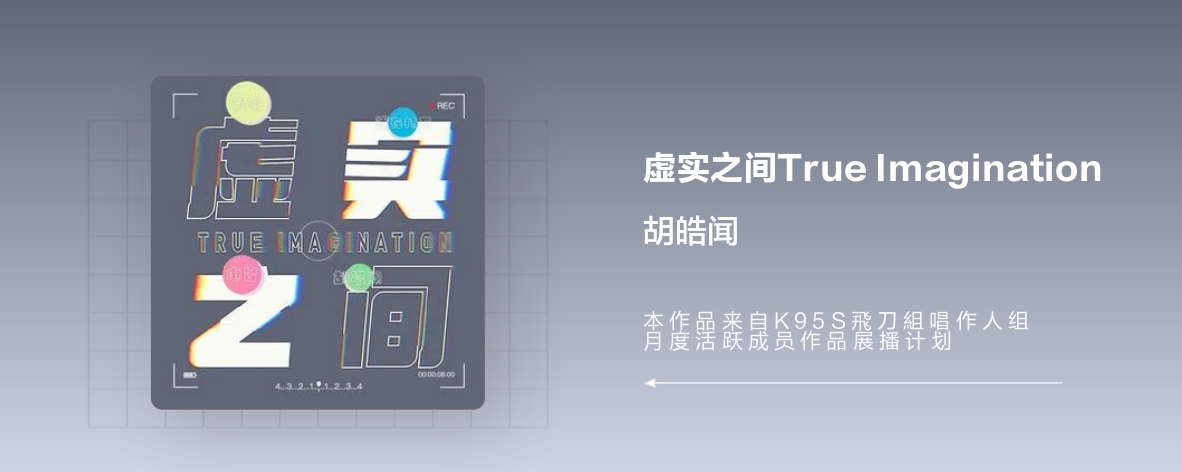 REC
虚实
TRUE IMAGINATION
之间
4..3..2..1..1..2..3..4
00:00:06:00
虚实之间True Imagination
胡皓闻
本作品来自K95S飛刀組唱作人组
月度活跃成员作品展播计划